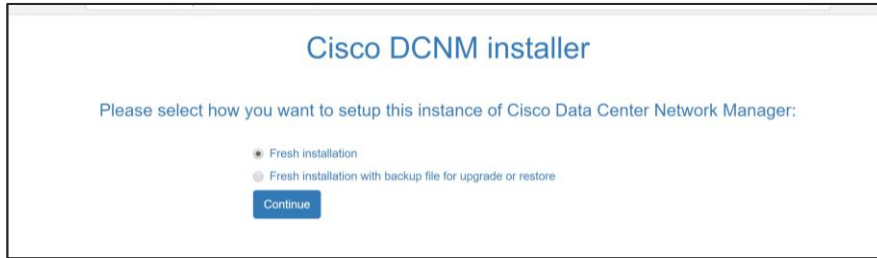 Cisco DCNM installer
Please select how you want to setup this instance of Cisco Data Center Network Manager:
Fresh installation
Fresh installation with backup file for upgrade or restore
Continue